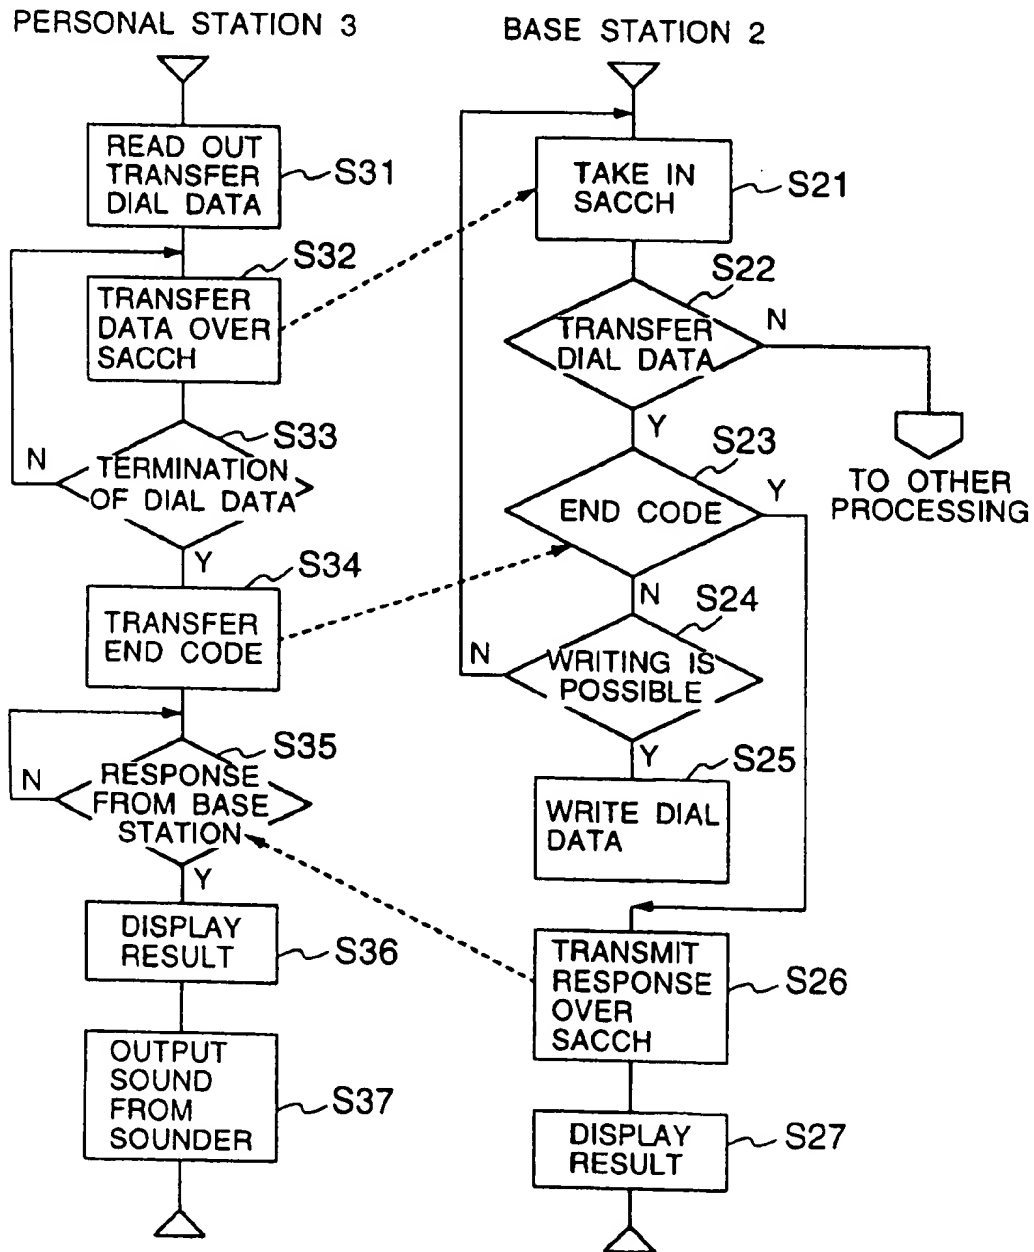 PERSONAL STATION 3
READ OUT
TRANSFER
DIAL DATA
S31
S32
TRANSFER
DATA OVER
SACCH
S33
N
TERMINATION
OF DIAL DATA
Y
S34
TRANSFER
END CODE
S35
N
RESPONSE
FROM BASE
STATION
Y
DISPLAY
RESULT
S36
OUTPUT
SOUND
FROM
SOUNDER
S37
BASE STATION 2
TAKE IN
SACCH
S21
S22
TRANSFER
DIAL DATA
N
Y
TO OTHER
PROCESSING
S23
END CODE
Y
N
S24
N
WRITING IS
POSSIBLE
Y
S25
WRITE DIAL
DATA
TRANSMIT
RESPONSE
OVER
SACCH
S26
DISPLAY
RESULT
S27